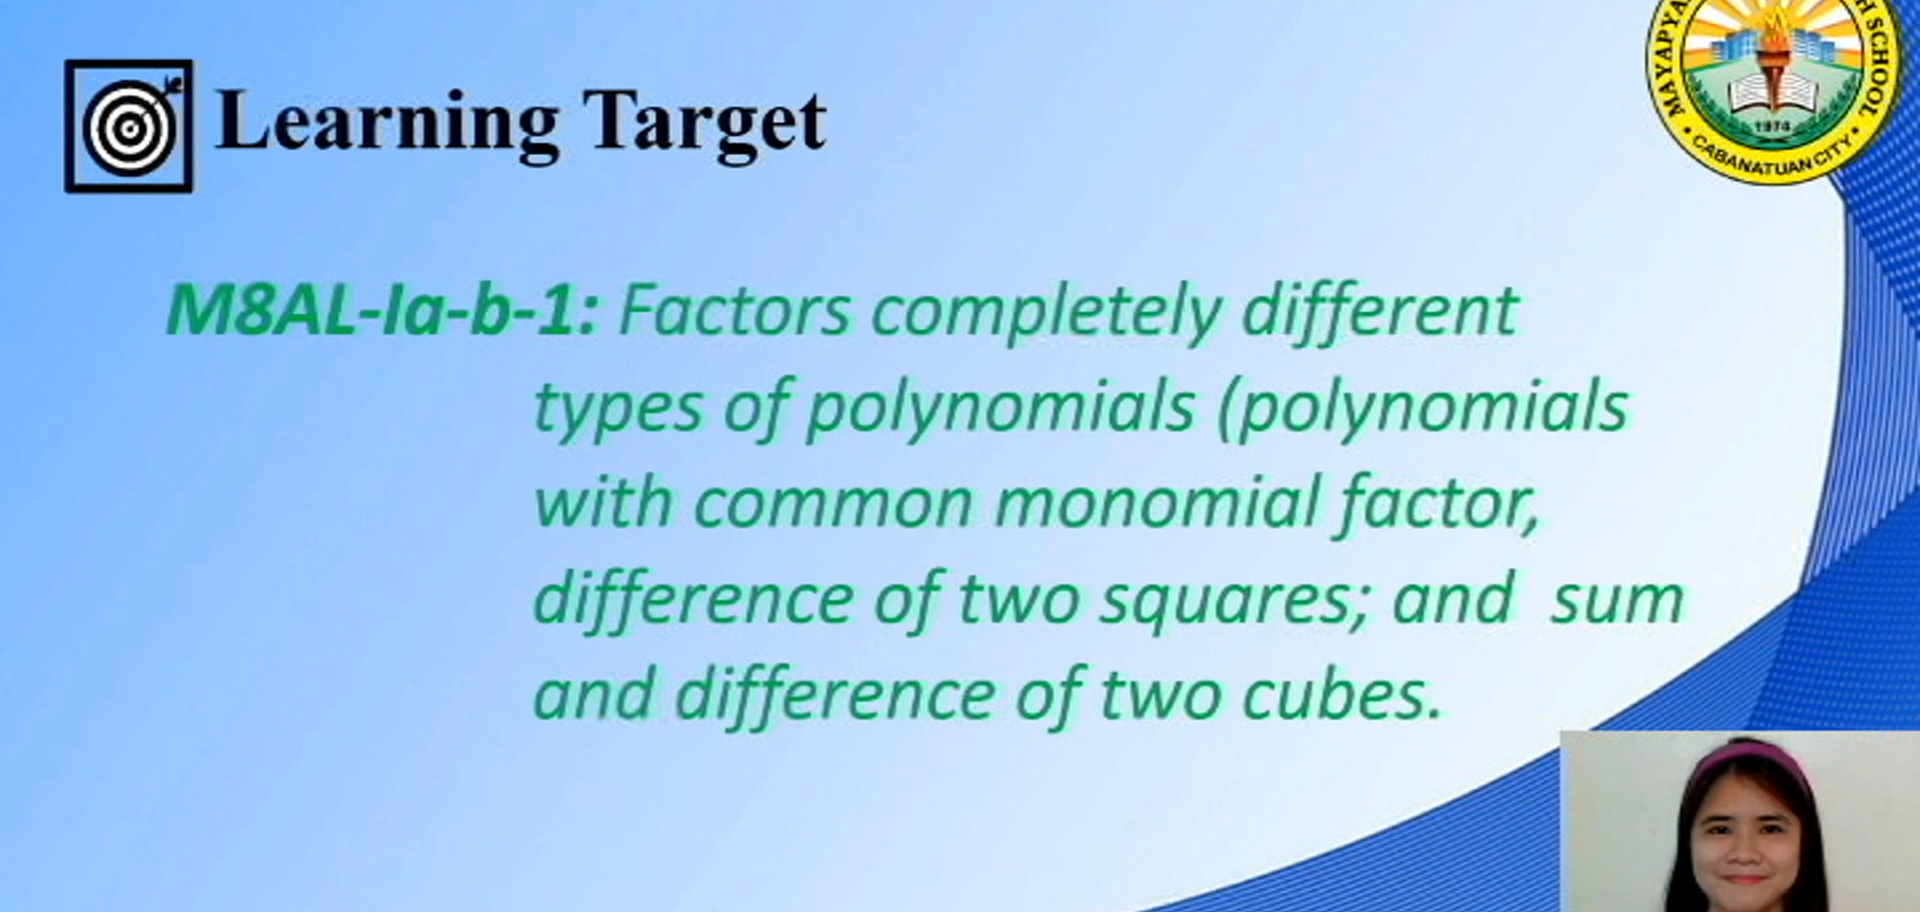 Learning Target
SCHOOL
1974
CABANATUAN CITY
M8AL-Ia-b-1: Factors completely different
types of polynomials (polynomials
with common monomial factor,
difference of two squares; and sum
and difference of two cubes.